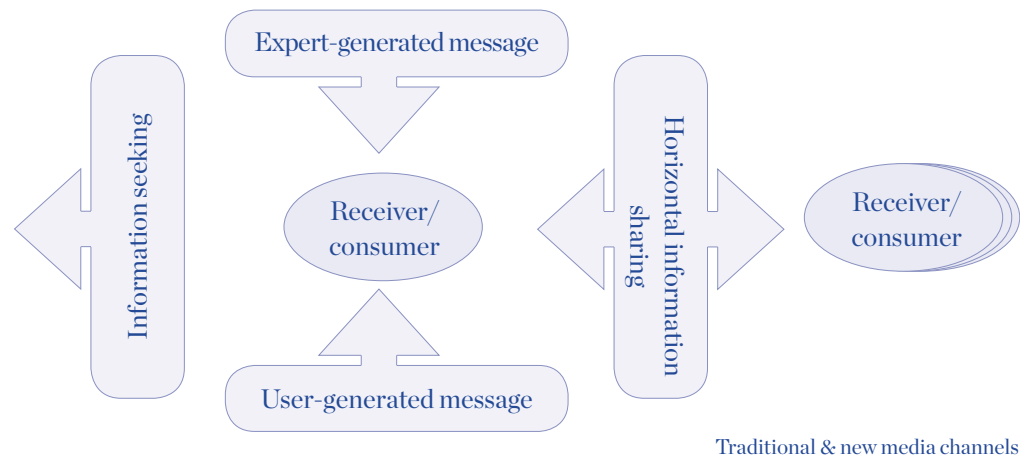 Expert-generated message
Information seeking
Receiver/
consumer
Horizontal information
sharing
Receiver/
consumer
User-generated message
Traditional & new media channels